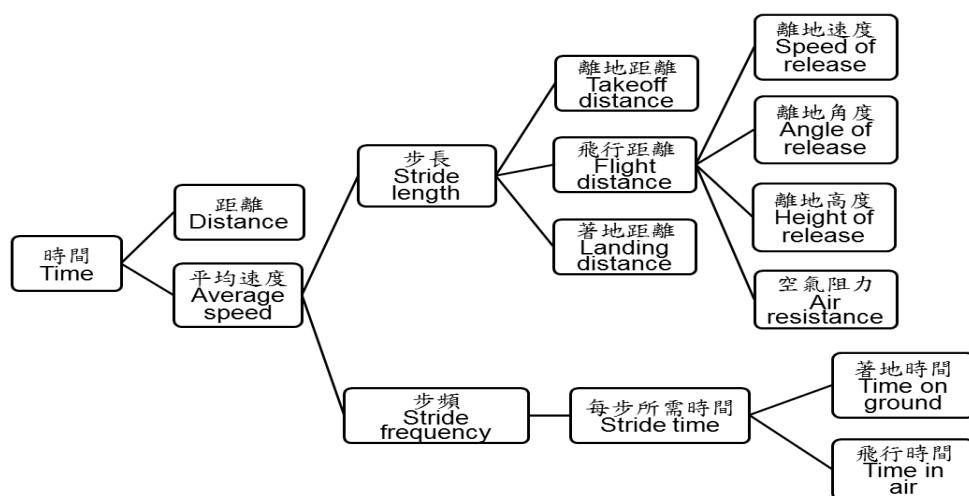 時間
Time
距離
Distance
平均速度
Average
speed
步長
Stride
length
步頻
Stride
frequency
離地距離
Takeoff
distance
飛行距離
Flight
distance
著地距離
Landing
distance
每步所需時間
Stride time
離地速度
Speed of
release
離地角度
Angle of
release
離地高度
Height of
release
空氣阻力
Air
resistance
著地時間
Time on
ground
飛行時間
Time in
air